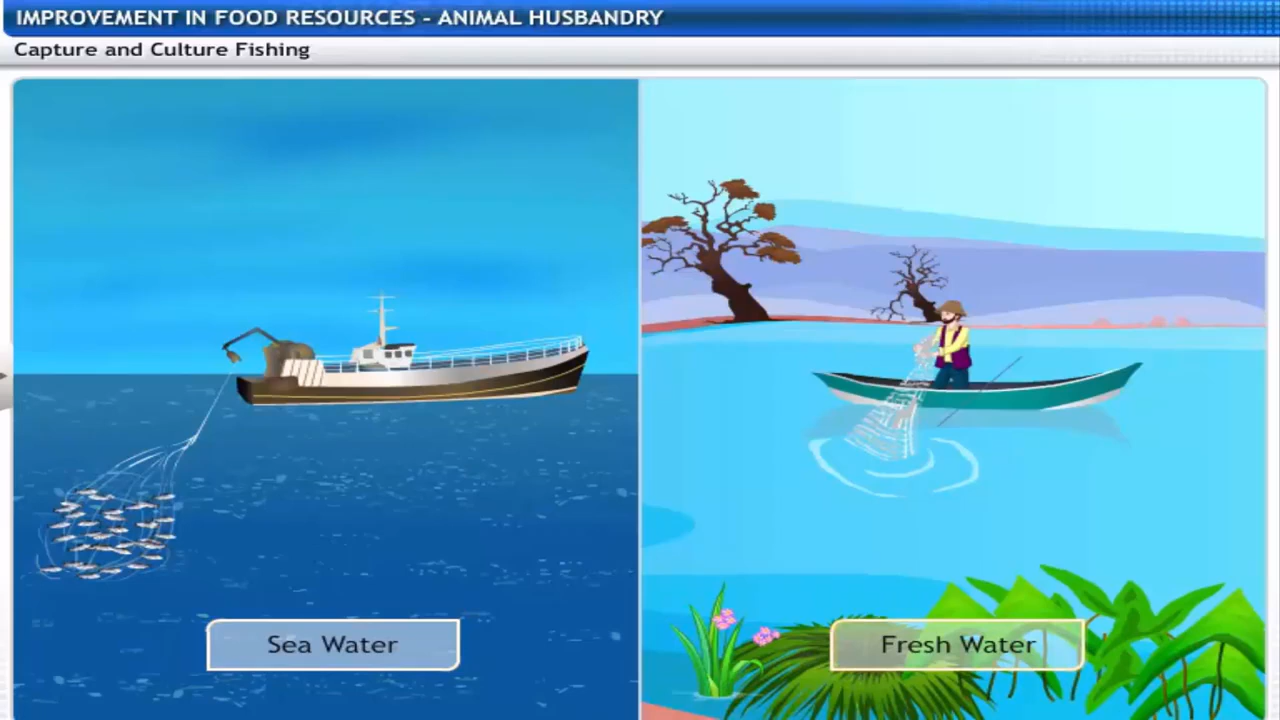 IMPROVEMENT IN FOOD RESOURCES - ANIMAL HUSBANDRY
Capture and Culture Fishing
Sea Water
Fresh Water